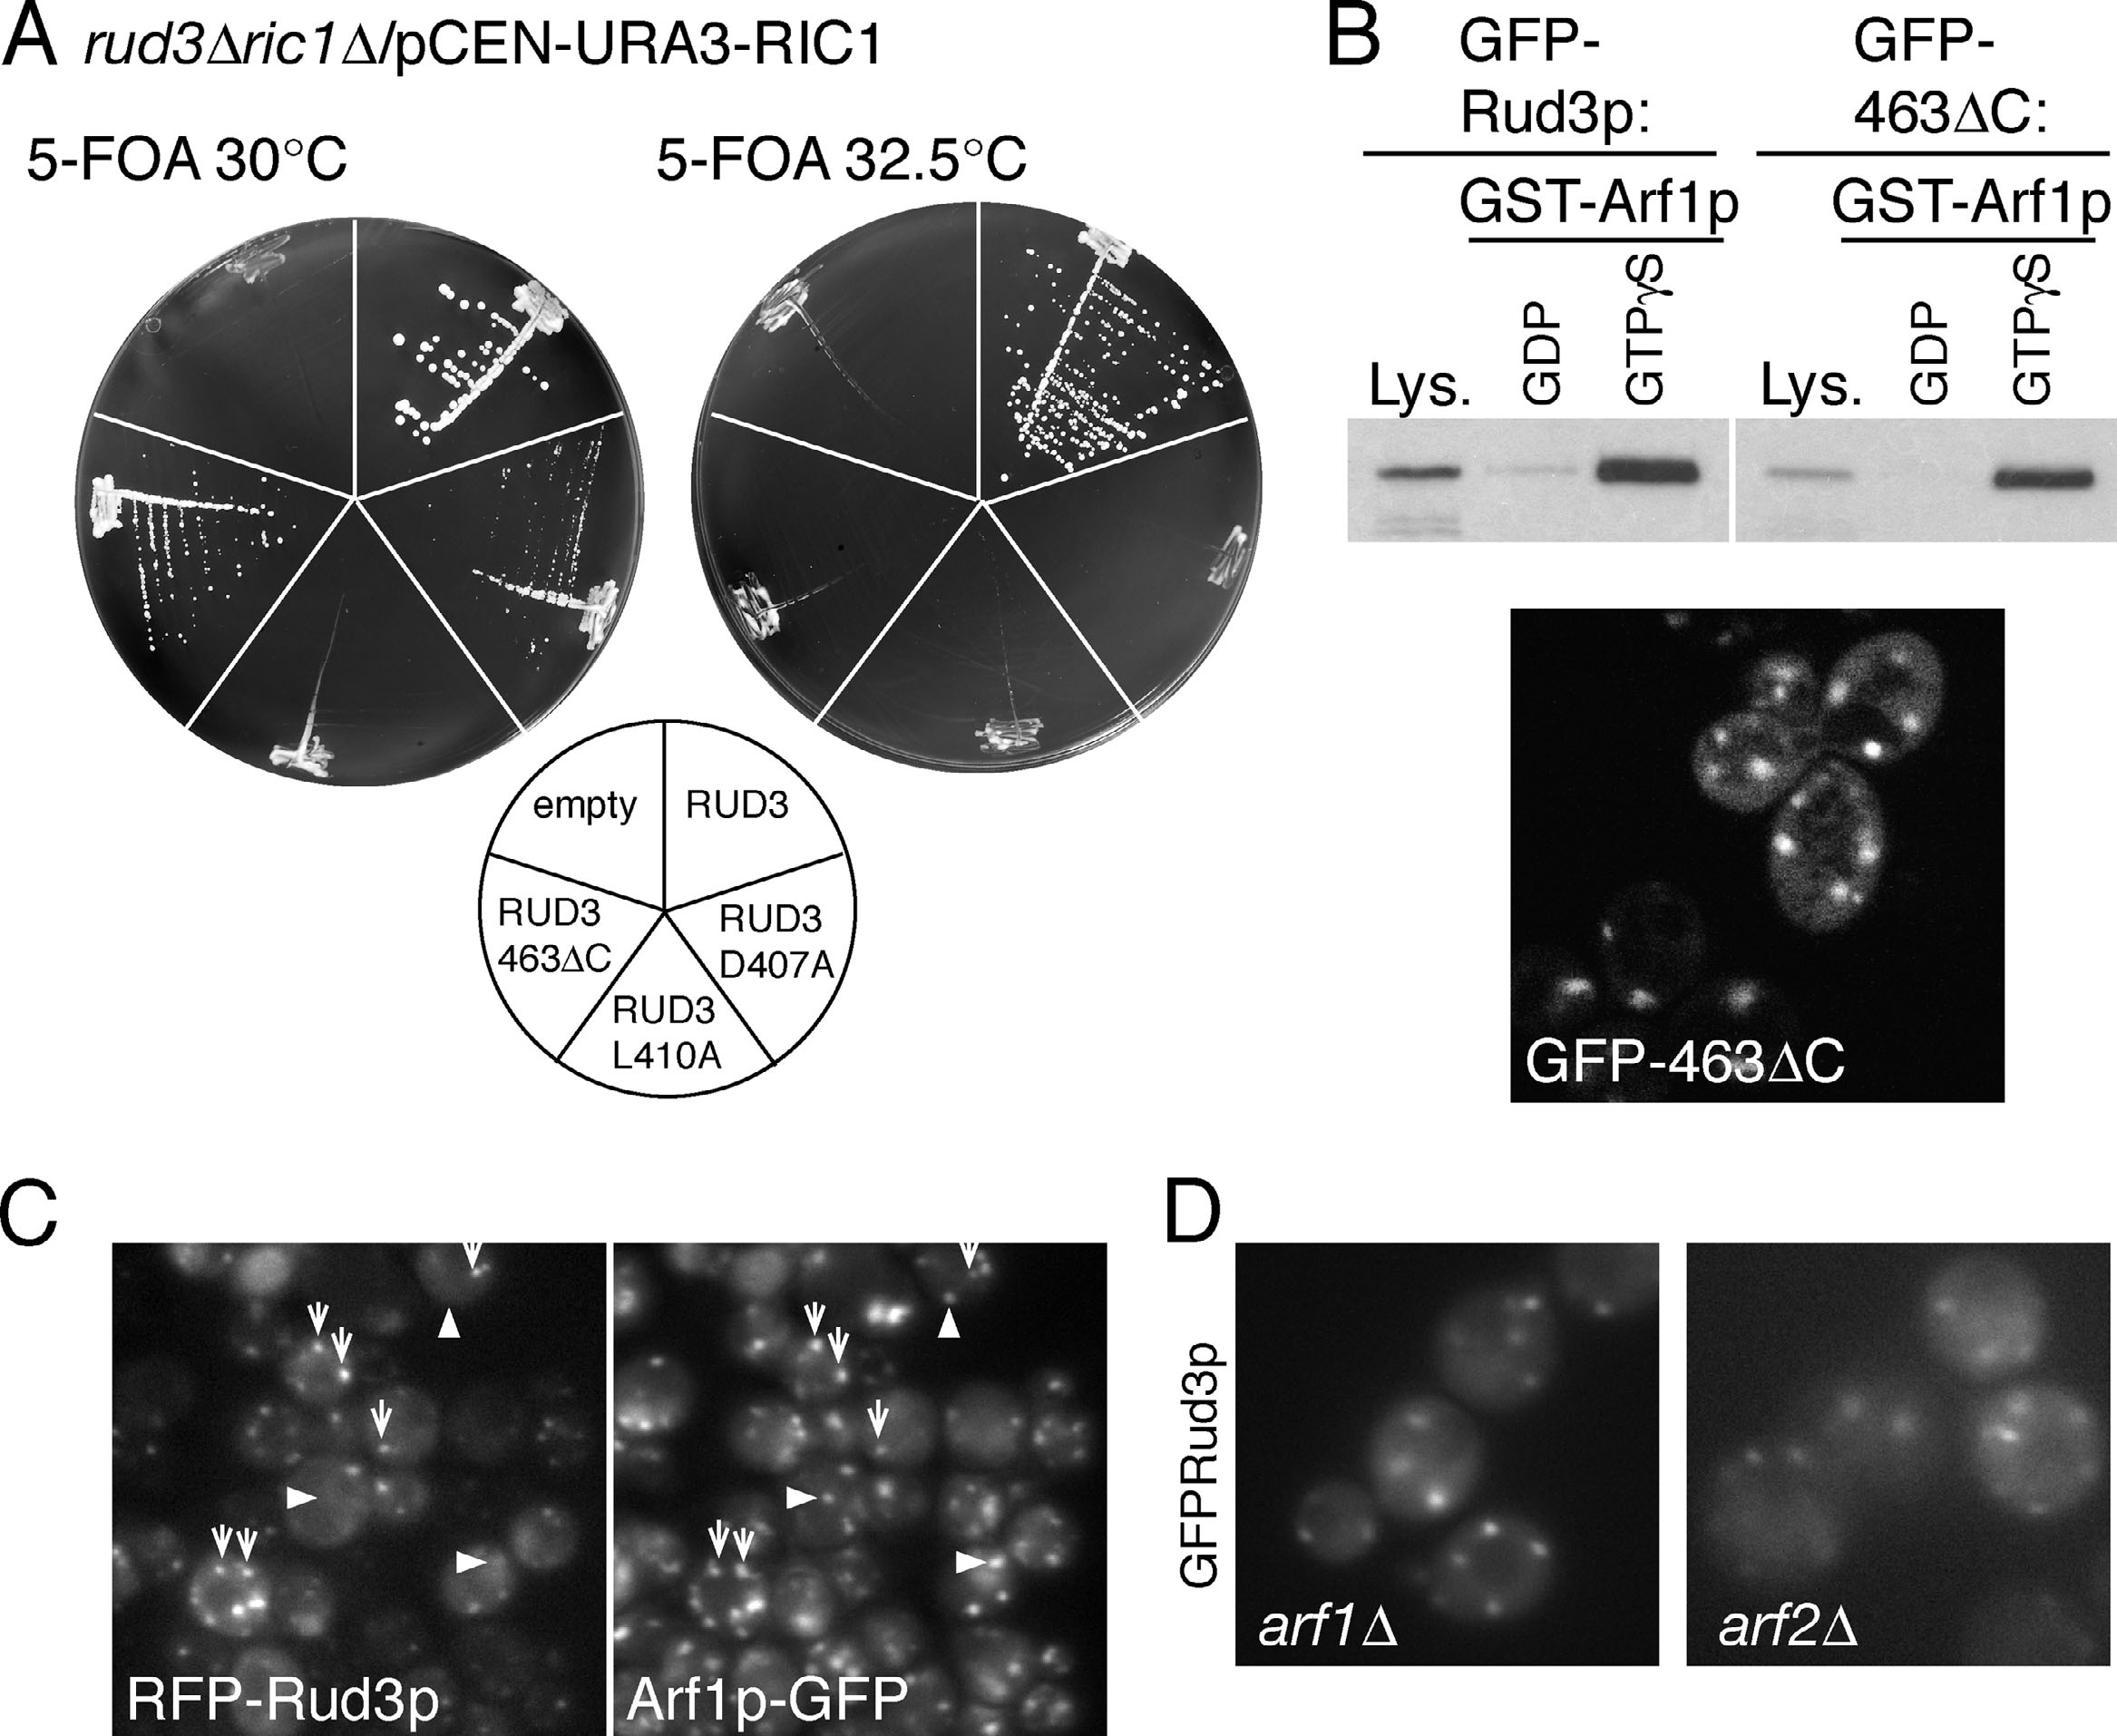 A rud3Δric1Δ/pCEN-URA3-RIC1
5-FOA 30°C
5-FOA 32.5°C
empty
RUD3
RUD3
463ΔC
RUD3
D407A
RUD3
L410A
B
GFP-
Rud3p:
GFP-
463ΔC:
GST-Arf1p
GST-Arf1p
Lys.
GDP
GTPγS
Lys.
GDP
GTPγS
GFP-463ΔC
C
RFP-Rud3p
Arf1p-GFP
D
GFPRud3p
arf1Δ
arf2Δ